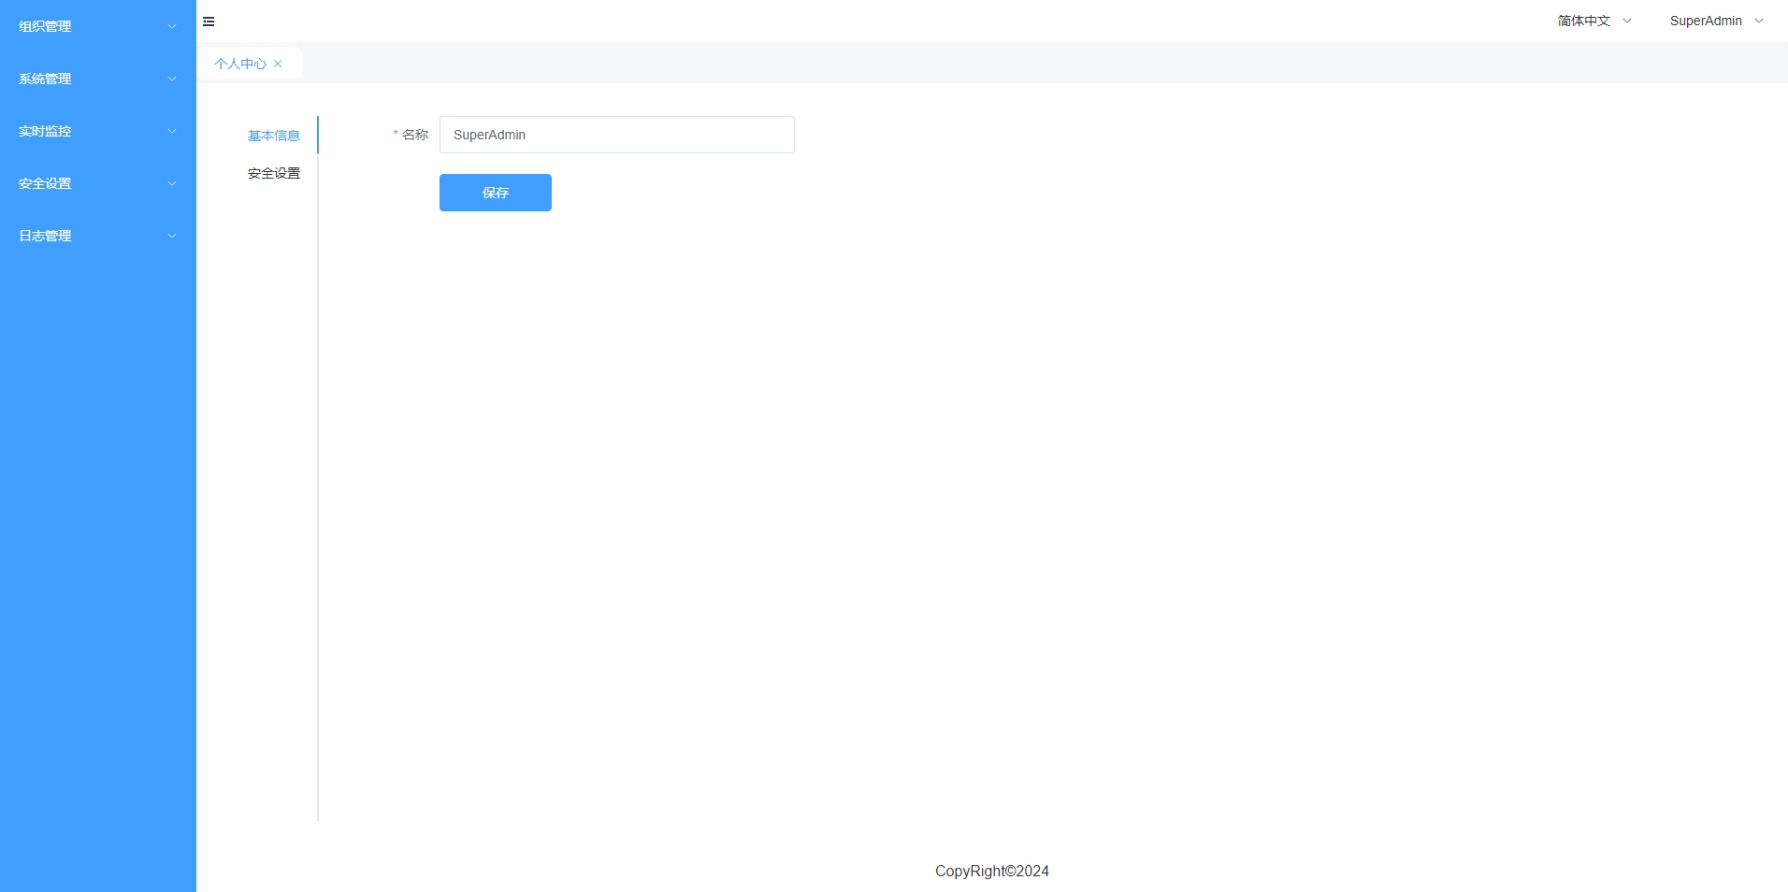 组织管理
系统管理
实时监控
安全设置
日志管理
简体中文
SuperAdmin
个人中心
基本信息
安全设置
* 名称
SuperAdmin
保存
CopyRight©2024